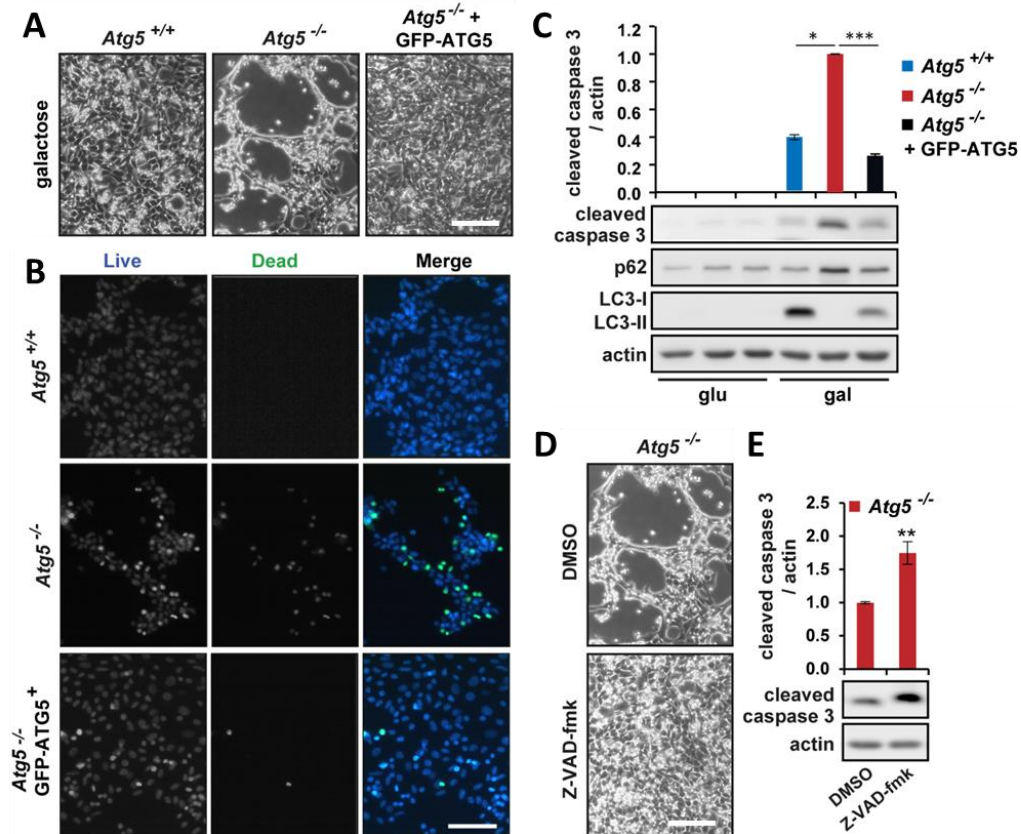 A
Atg5 +/+
Atg5 -/-
Atg5 -/- +
GFP-ATG5
galactose
B
Live
Dead
Merge
Atg5 +/+
Atg5 -/-
Atg5 -/- +
GFP-ATG5
C
cleaved caspase 3
/ actin
1.2
1.0
0.8
0.6
0.4
0.2
0.0
*
***
Atg5 +/+
Atg5 -/-
Atg5 -/-
+ GFP-ATG5
cleaved
caspase 3
p62
LC3-I
LC3-II
actin
glu
gal
D
Atg5 -/-
DMSO
Z-VAD-fmk
E
cleaved caspase 3
/ actin
2.5
2.0
1.5
1.0
0.5
0.0
Atg5 -/-
**
cleaved
caspase 3
actin
DMSO
Z-VAD-fmk